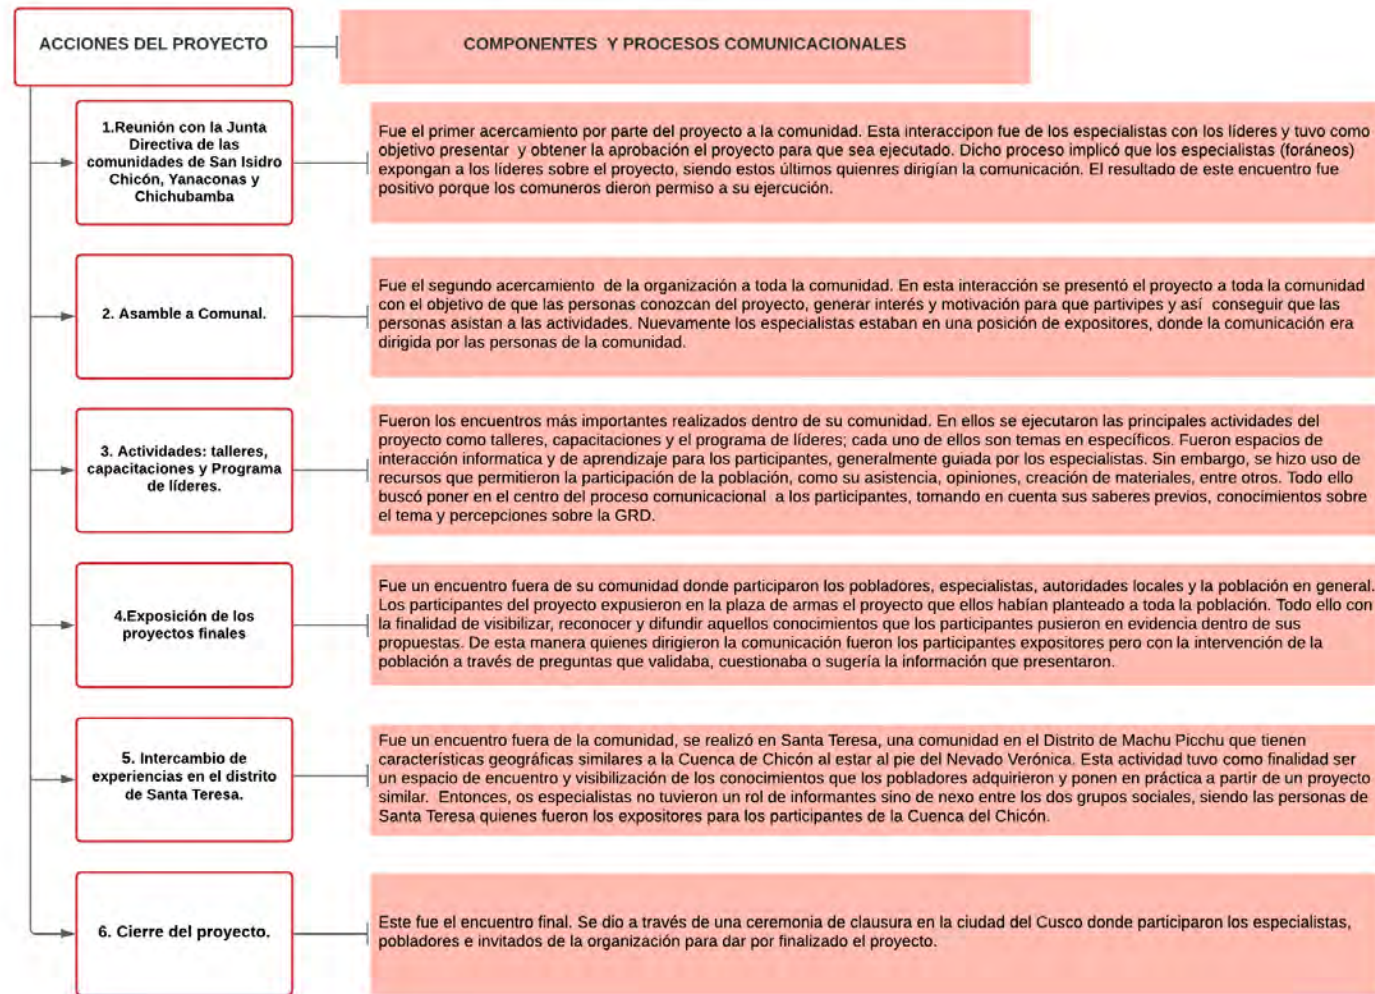 ACCIONES DEL PROYECTO
COMPONENTES Y PROCESOS COMUNICACIONALES
1.Reunión con la Junta
Directiva de las
comunidades de San Isidro
Chicón, Yanaconas y
Chichubamba
Fue el primer acercamiento por parte del proyecto a la comunidad. Esta interaccipon fue de los especialistas con los líderes y tuvo como
objetivo presentar y obtener la aprobación el proyecto para que sea ejecutado. Dicho proceso implicó que los especialistas (foráneos)
expongan a los líderes sobre el proyecto, siendo estos últimos quienres dirigían la comunicación. El resultado de este encuentro fue
positivo porque los comuneros dieron permiso a su ejercución.
2. Asamble a Comunal.
Fue el segundo acercamiento de la organización a toda la comunidad. En esta interacción se presentó el proyecto a toda la comunidad
con el objetivo de que las personas conozcan del proyecto, generar interés y motivación para que partivipes y así conseguir que las
personas asistan a las actividades. Nuevamente los especialistas estaban en una posición de expositores, donde la comunicación era
dirigida por las personas de la comunidad.
3. Actividades: talleres,
capacitaciones y Programa
de líderes.
Fueron los encuentros más importantes realizados dentro de su comunidad. En ellos se ejecutaron las principales actividades del
proyecto como talleres, capacitaciones y el programa de líderes; cada uno de ellos son temas en específicos. Fueron espacios de
interacción informatica y de aprendizaje para los participantes, generalmente guiada por los especialistas. Sin embargo, se hizo uso de
recursos que permitieron la participación de la población, como su asistencia, opiniones, creación de materiales, entre otros. Todo ello
buscó poner en el centro del proceso comunicacional a los participantes, tomando en cuenta sus saberes previos, conocimientos sobre
el tema y percepciones sobre la GRD.
4.Exposición de los
proyectos finales
Fue un encuentro fuera de su comunidad donde participaron los pobladores, especialistas, autoridades locales y la población en general.
Los participantes del proyecto expusieron en la plaza de armas el proyecto que ellos habían planteado a toda la población. Todo ello con
la finalidad de visibilizar, reconocer y difundir aquellos conocimientos que los participantes pusieron en evidencia dentro de sus
propuestas. De esta manera quienes dirigieron la comunicación fueron los participantes expositores pero con la intervención de la
población a través de preguntas que validaba, cuestionaba o sugería la información que presentaron.
5. Intercambio de
experiencias en el distrito
de Santa Teresa.
Fue un encuentro fuera de la comunidad, se realizó en Santa Teresa, una comunidad en el Distrito de Machu Picchu que tienen
características geográficas similares a la Cuenca de Chicón al estar al pie del Nevado Verónica. Esta actividad tuvo como finalidad ser
un espacio de encuentro y visibilización de los conocimientos que los pobladores adquirieron y ponen en práctica a partir de un proyecto
similar. Entonces, os especialistas no tuvieron un rol de informantes sino de nexo entre los dos grupos sociales, siendo las personas de
Santa Teresa quienes fueron los expositores para los participantes de la Cuenca del Chicón.
6. Cierre del proyecto.
Este fue el encuentro final. Se dio a través de una ceremonia de clausura en la ciudad del Cusco donde participaron los especialistas,
pobladores e invitados de la organización para dar por finalizado el proyecto.